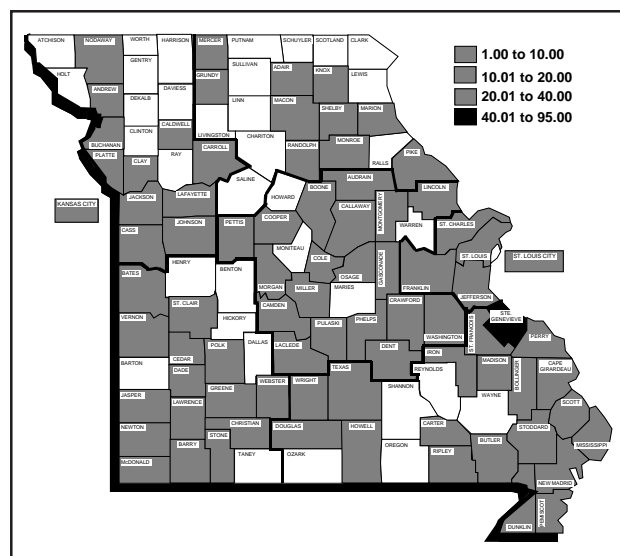 ATCHISON
NODAWAY
WORTH
HARRISON
MERCER
PUTNAM
SCHUYLER
SCOTLAND
CLARK
HOLT
GENTRY
SULLIVAN
ADAIR
KNOX
LEWIS
GRUNDY
ANDREW
DEKALB
DAVIESS
LINN
MACON
SHELBY
MARION
CLINTON
CALDWELL
LIVINGSTON
CHARITON
RANDOLPH
MONROE
RALLS
BUCHANAN
PLATTE
CLAY
RAY
CARROLL
PIKE
SALINE
HOWARD
BOONE
AUDRAIN
LINCOLN
KANSAS CITY
JACKSON
LAFAYETTE
CALLAWAY
MONTGOMERY
WARREN
ST. CHARLES
CASS
JOHNSON
PETTIS
COOPER
MONITEAU
COLE
OSAGE
GASCONADE
FRANKLIN
ST. LOUIS
ST. LOUIS CITY
BATES
HENRY
BENTON
MORGAN
MILLER
MARIES
JEFFERSON
VERNON
ST. CLAIR
HICKORY
CAMDEN
PULASKI
PHELPS
CRAWFORD
WASHINGTON
ST. FRANCOIS
STE.
GENEVIEVE
PERRY
BARTON
CEDAR
DADE
POLK
DALLAS
LACLEDE
TEXAS
DENT
IRON
REYNOLDS
MADISON
BOLLINGER
CAPE
GIRARDEAU
JASPER
LAWRENCE
GREENE
WEBSTER
WRIGHT
SHANNON
WAYNE
SCOTT
NEWTON
CHRISTIAN
DOUGLAS
HOWELL
CARTER
BUTLER
STODDARD
MISSISSIPPI
McDONALD
BARRY
STONE
TANEY
OZARK
OREGON
RIPLEY
NEW MADRID
DUNKLIN
PEMISCOT
1.00 to 10.00
10.01 to 20.00
20.01 to 40.00
40.01 to 95.00